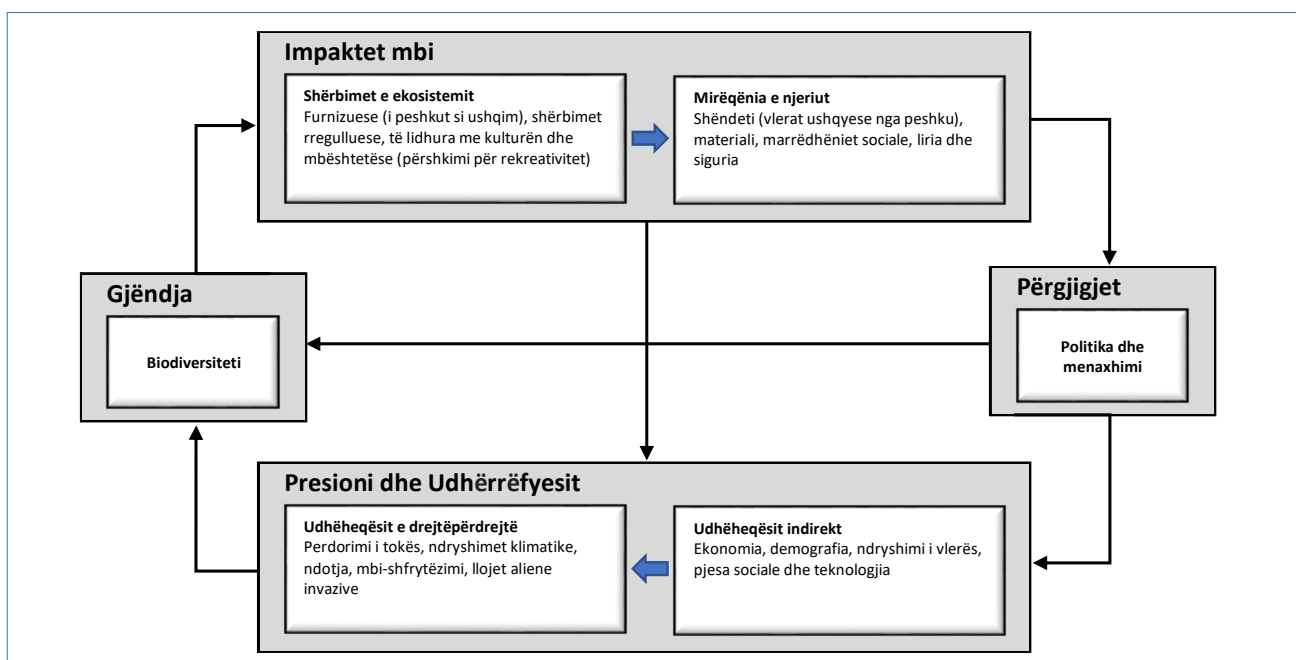 Impaktet mbi
Shërbimet e ekosistemit
Furnizuese (i peshkut si ushqim), shërbimet
rregulluese, të lidhura me kulturën dhe
mbështetëse (përshkimi për rekreativitet)
Mirëqënia e njeriut
Shëndeti (vlerat ushqyese nga peshku),
materiali, marrëdhëniet sociale, liria dhe
siguria
Gjëndja
Biodiversiteti
Përgjigjet
Politika dhe
menaxhimi
Presioni dhe Udhërrëfyesit
Udhëheqësit e drejtëpërdrejtë
Perdorimi i tokës, ndryshimet klimatike,
ndotja, mbi-shfrytëzimi, llojet aliene
invazive
Udhëheqësit indirekt
Ekonomia, demografia, ndryshimi i vlerës,
pjesa sociale dhe teknologjia